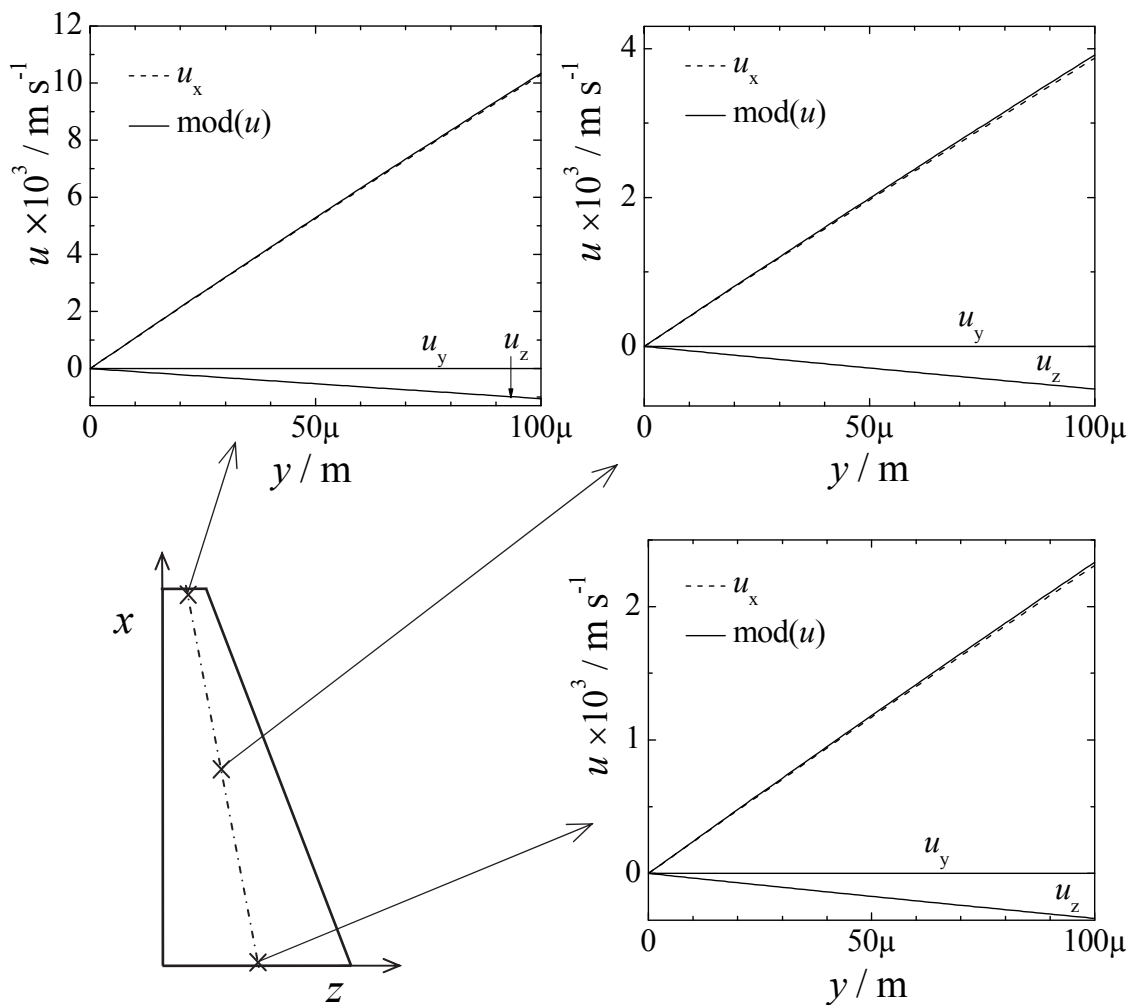 12
10
8
6
4
2
0
u ×10³ / m s⁻¹
u_x
mod(u)
u_y
u_z
0
50μ
100μ
y / m
4
2
0
u ×10³ / m s⁻¹
u_x
mod(u)
u_y
u_z
0
50μ
100μ
y / m
x
z
2
1
0
u ×10³ / m s⁻¹
u_x
mod(u)
u_y
u_z
0
50μ
100μ
y / m